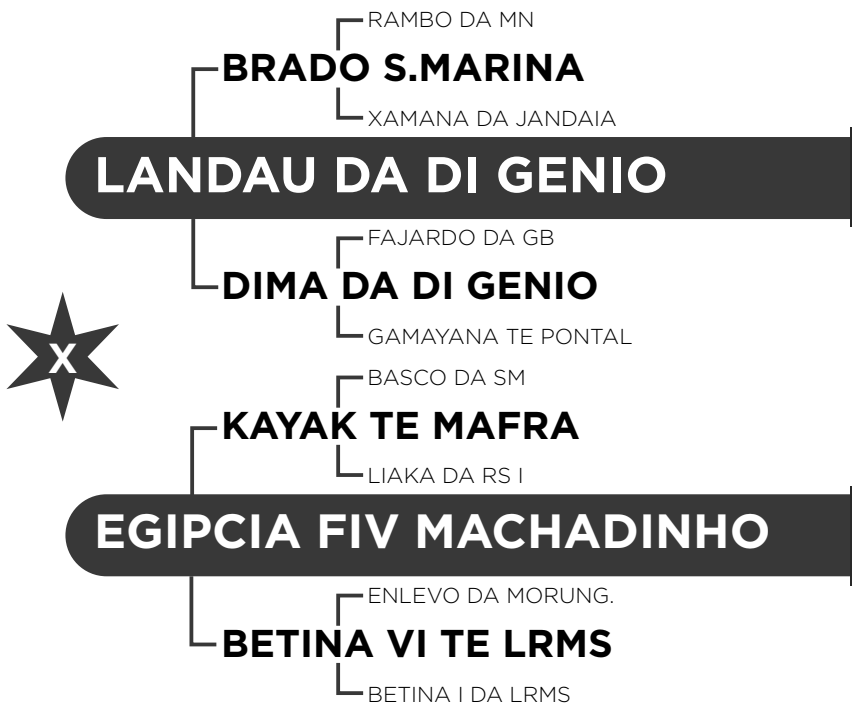 RAMBO DA MN
BRADO S.MARINA
XAMANA DA JANDAIA
LANDAU DA DI GENIO
FAJARDO DA GB
DIMA DA DI GENIO
GAMAYANA TE PONTAL
X
BASCO DA SM
KAYAK TE MAFRA
LIAKA DA RS I
EGIPCIA FIV MACHADINHO
ENLEVO DA MORUNG.
BETINA VI TE LRMS
BETINA I DA LRMS